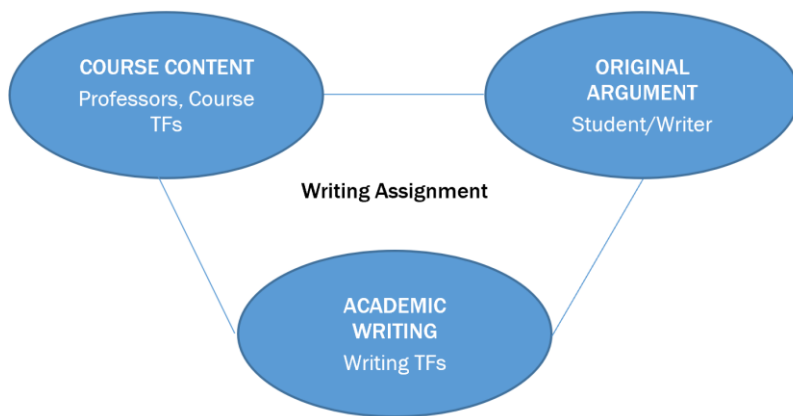 COURSE CONTENT
Professors, Course
TFs
ORIGINAL
ARGUMENT
Student/Writer
Writing Assignment
ACADEMIC
WRITING
Writing TFs